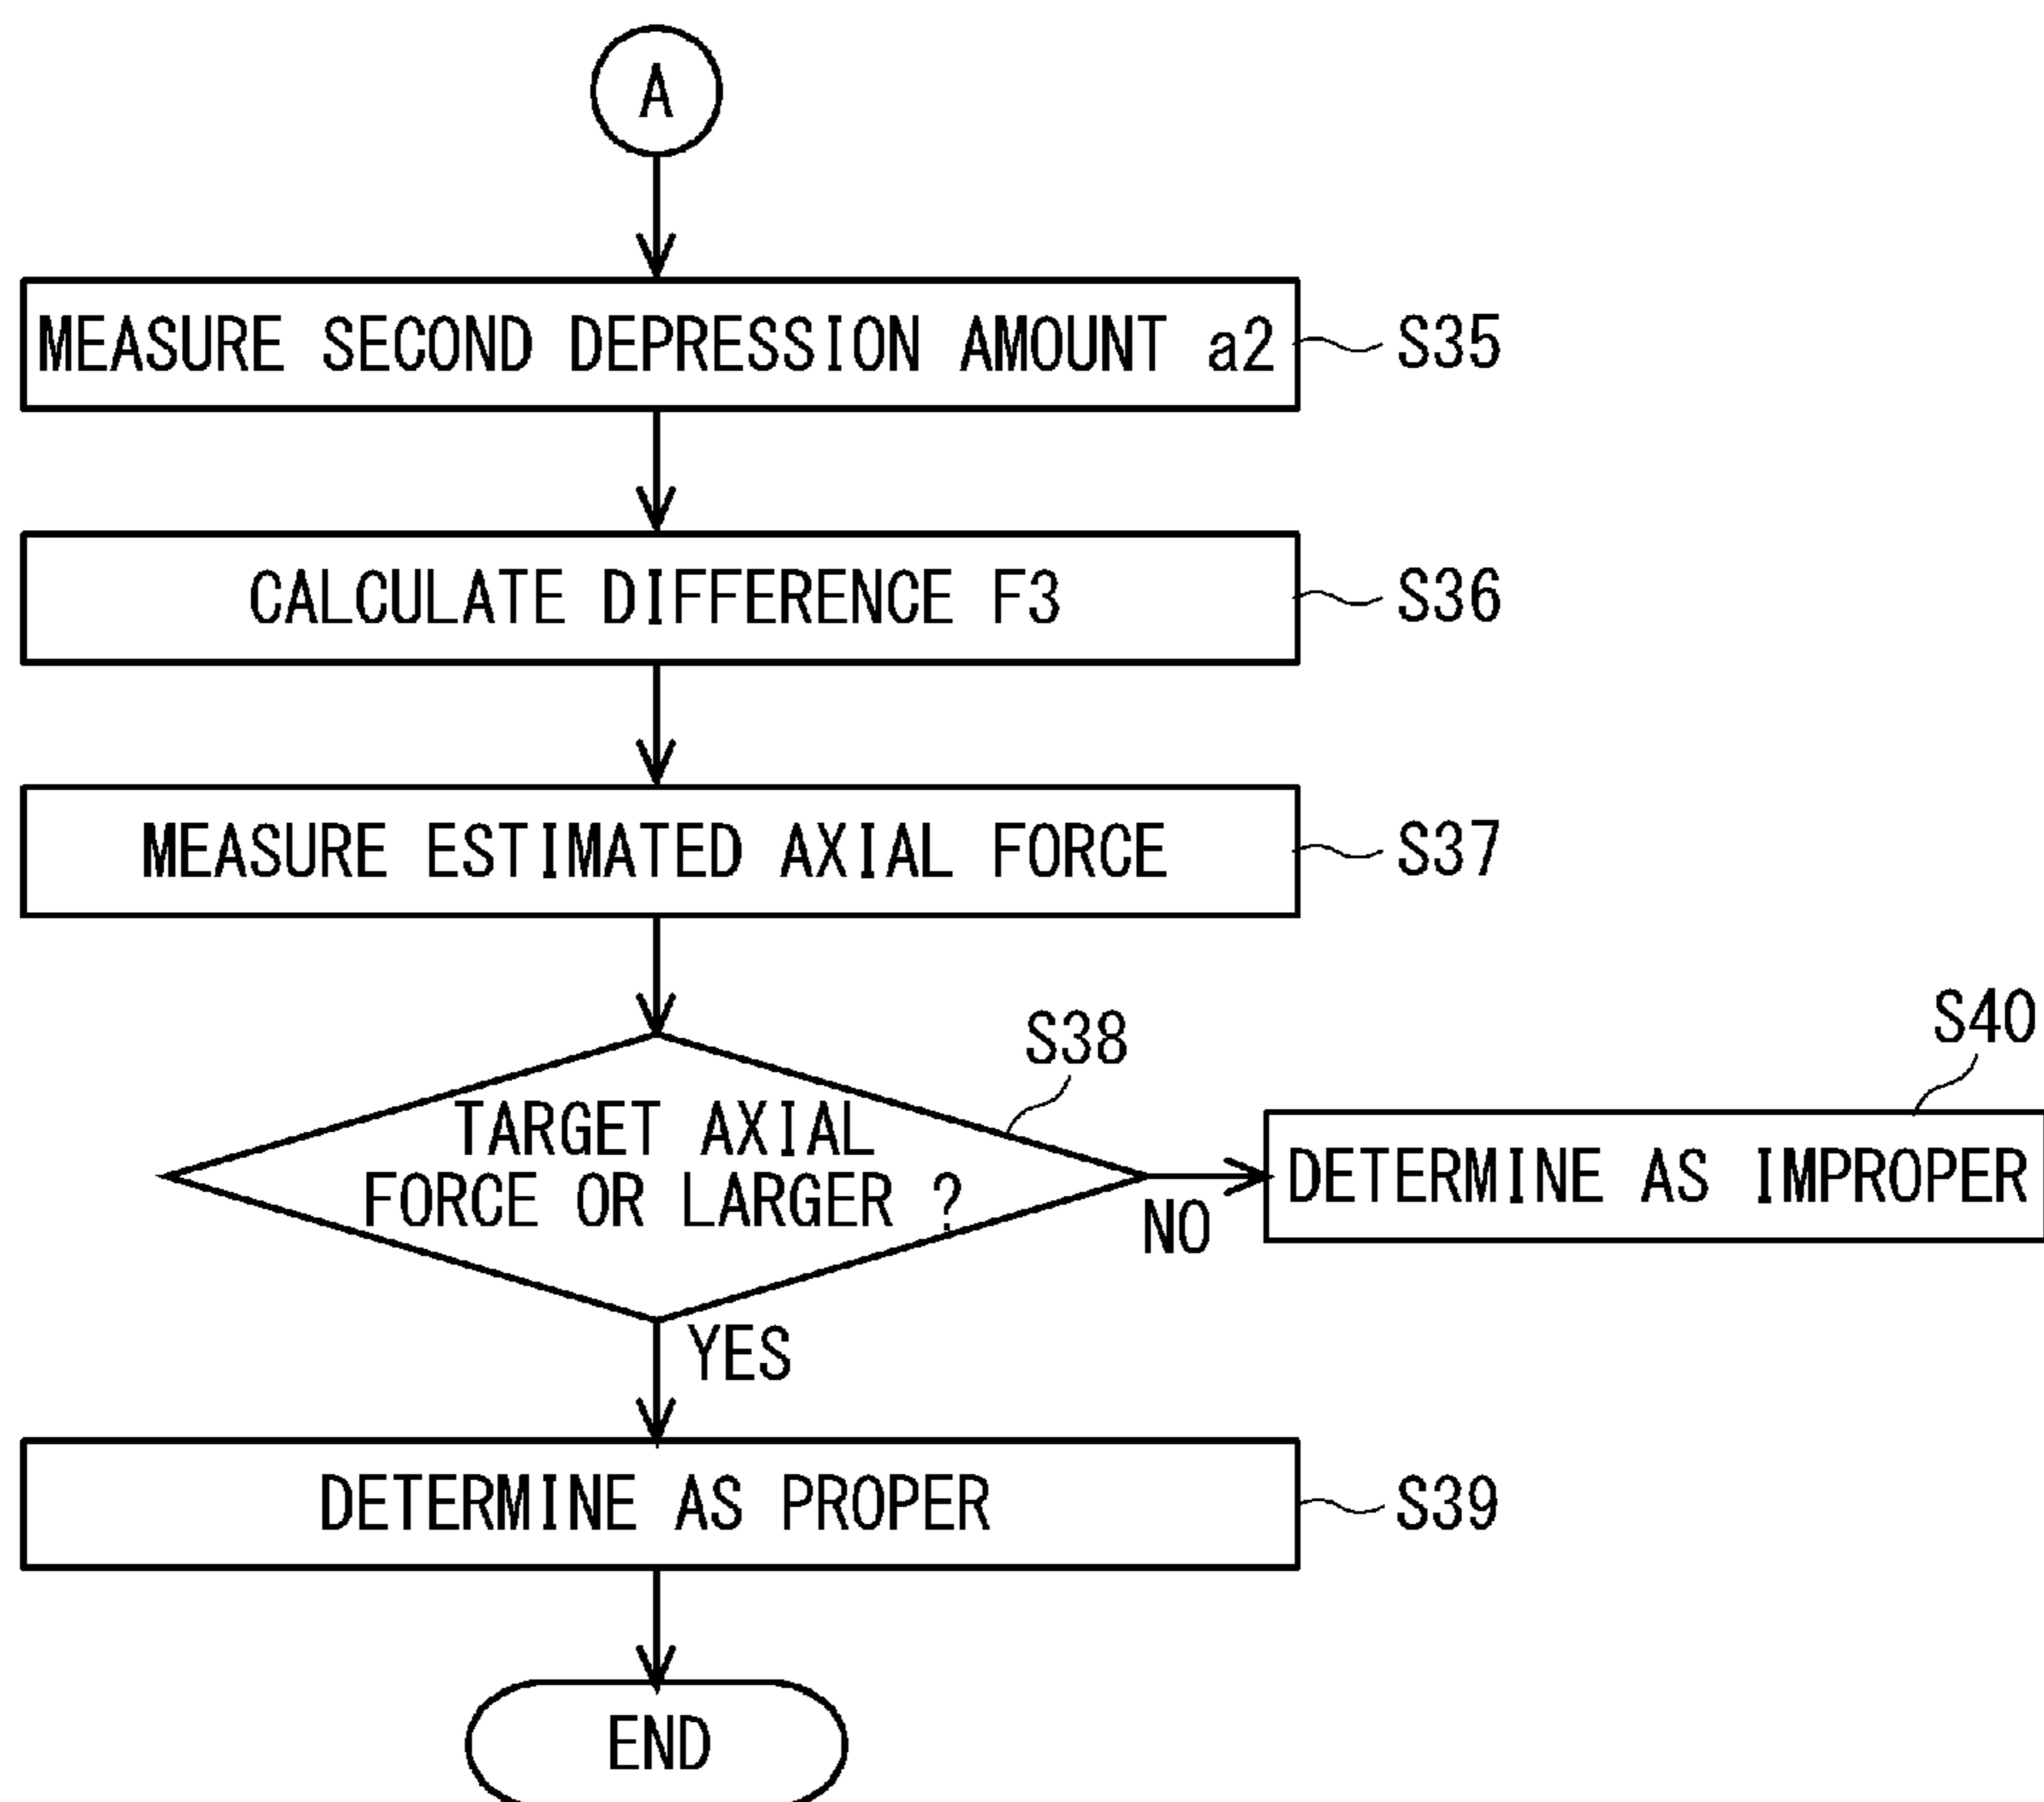 A
MEASURE SECOND DEPRESSION AMOUNT a2
S35
CALCULATE DIFFERENCE F3
S36
MEASURE ESTIMATED AXIAL FORCE
S37
S38
TARGET AXIAL
FORCE OR LARGER ?
NO
S40
DETERMINE AS IMPROPER
YES
DETERMINE AS PROPER
S39
END